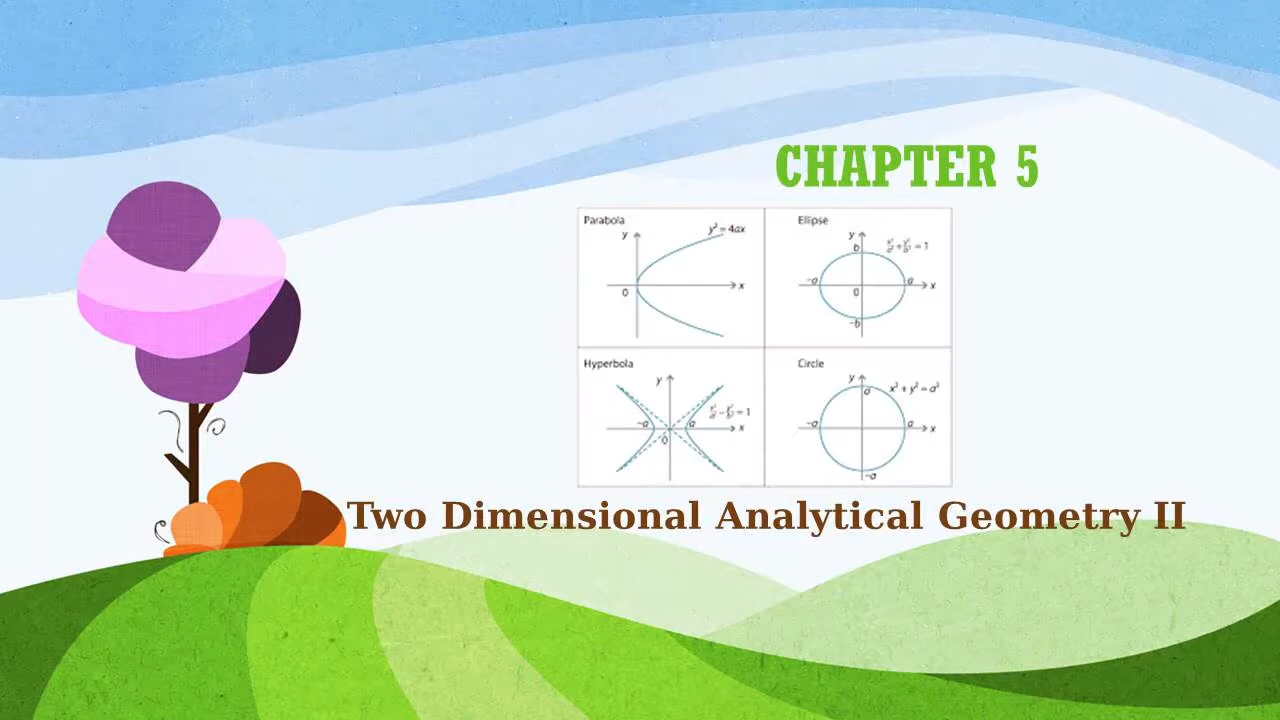 CHAPTER 5
Parabola
y² = 4ax
y
x
0
Ellipse
x²/a² + y²/b² = 1
y
b
-a
a
x
0
-b
Hyperbola
x²/a² - y²/b² = 1
y
-a
a
x
0
Circle
x² + y² = a²
y
a
-a
a
x
-a
Two Dimensional Analytical Geometry II